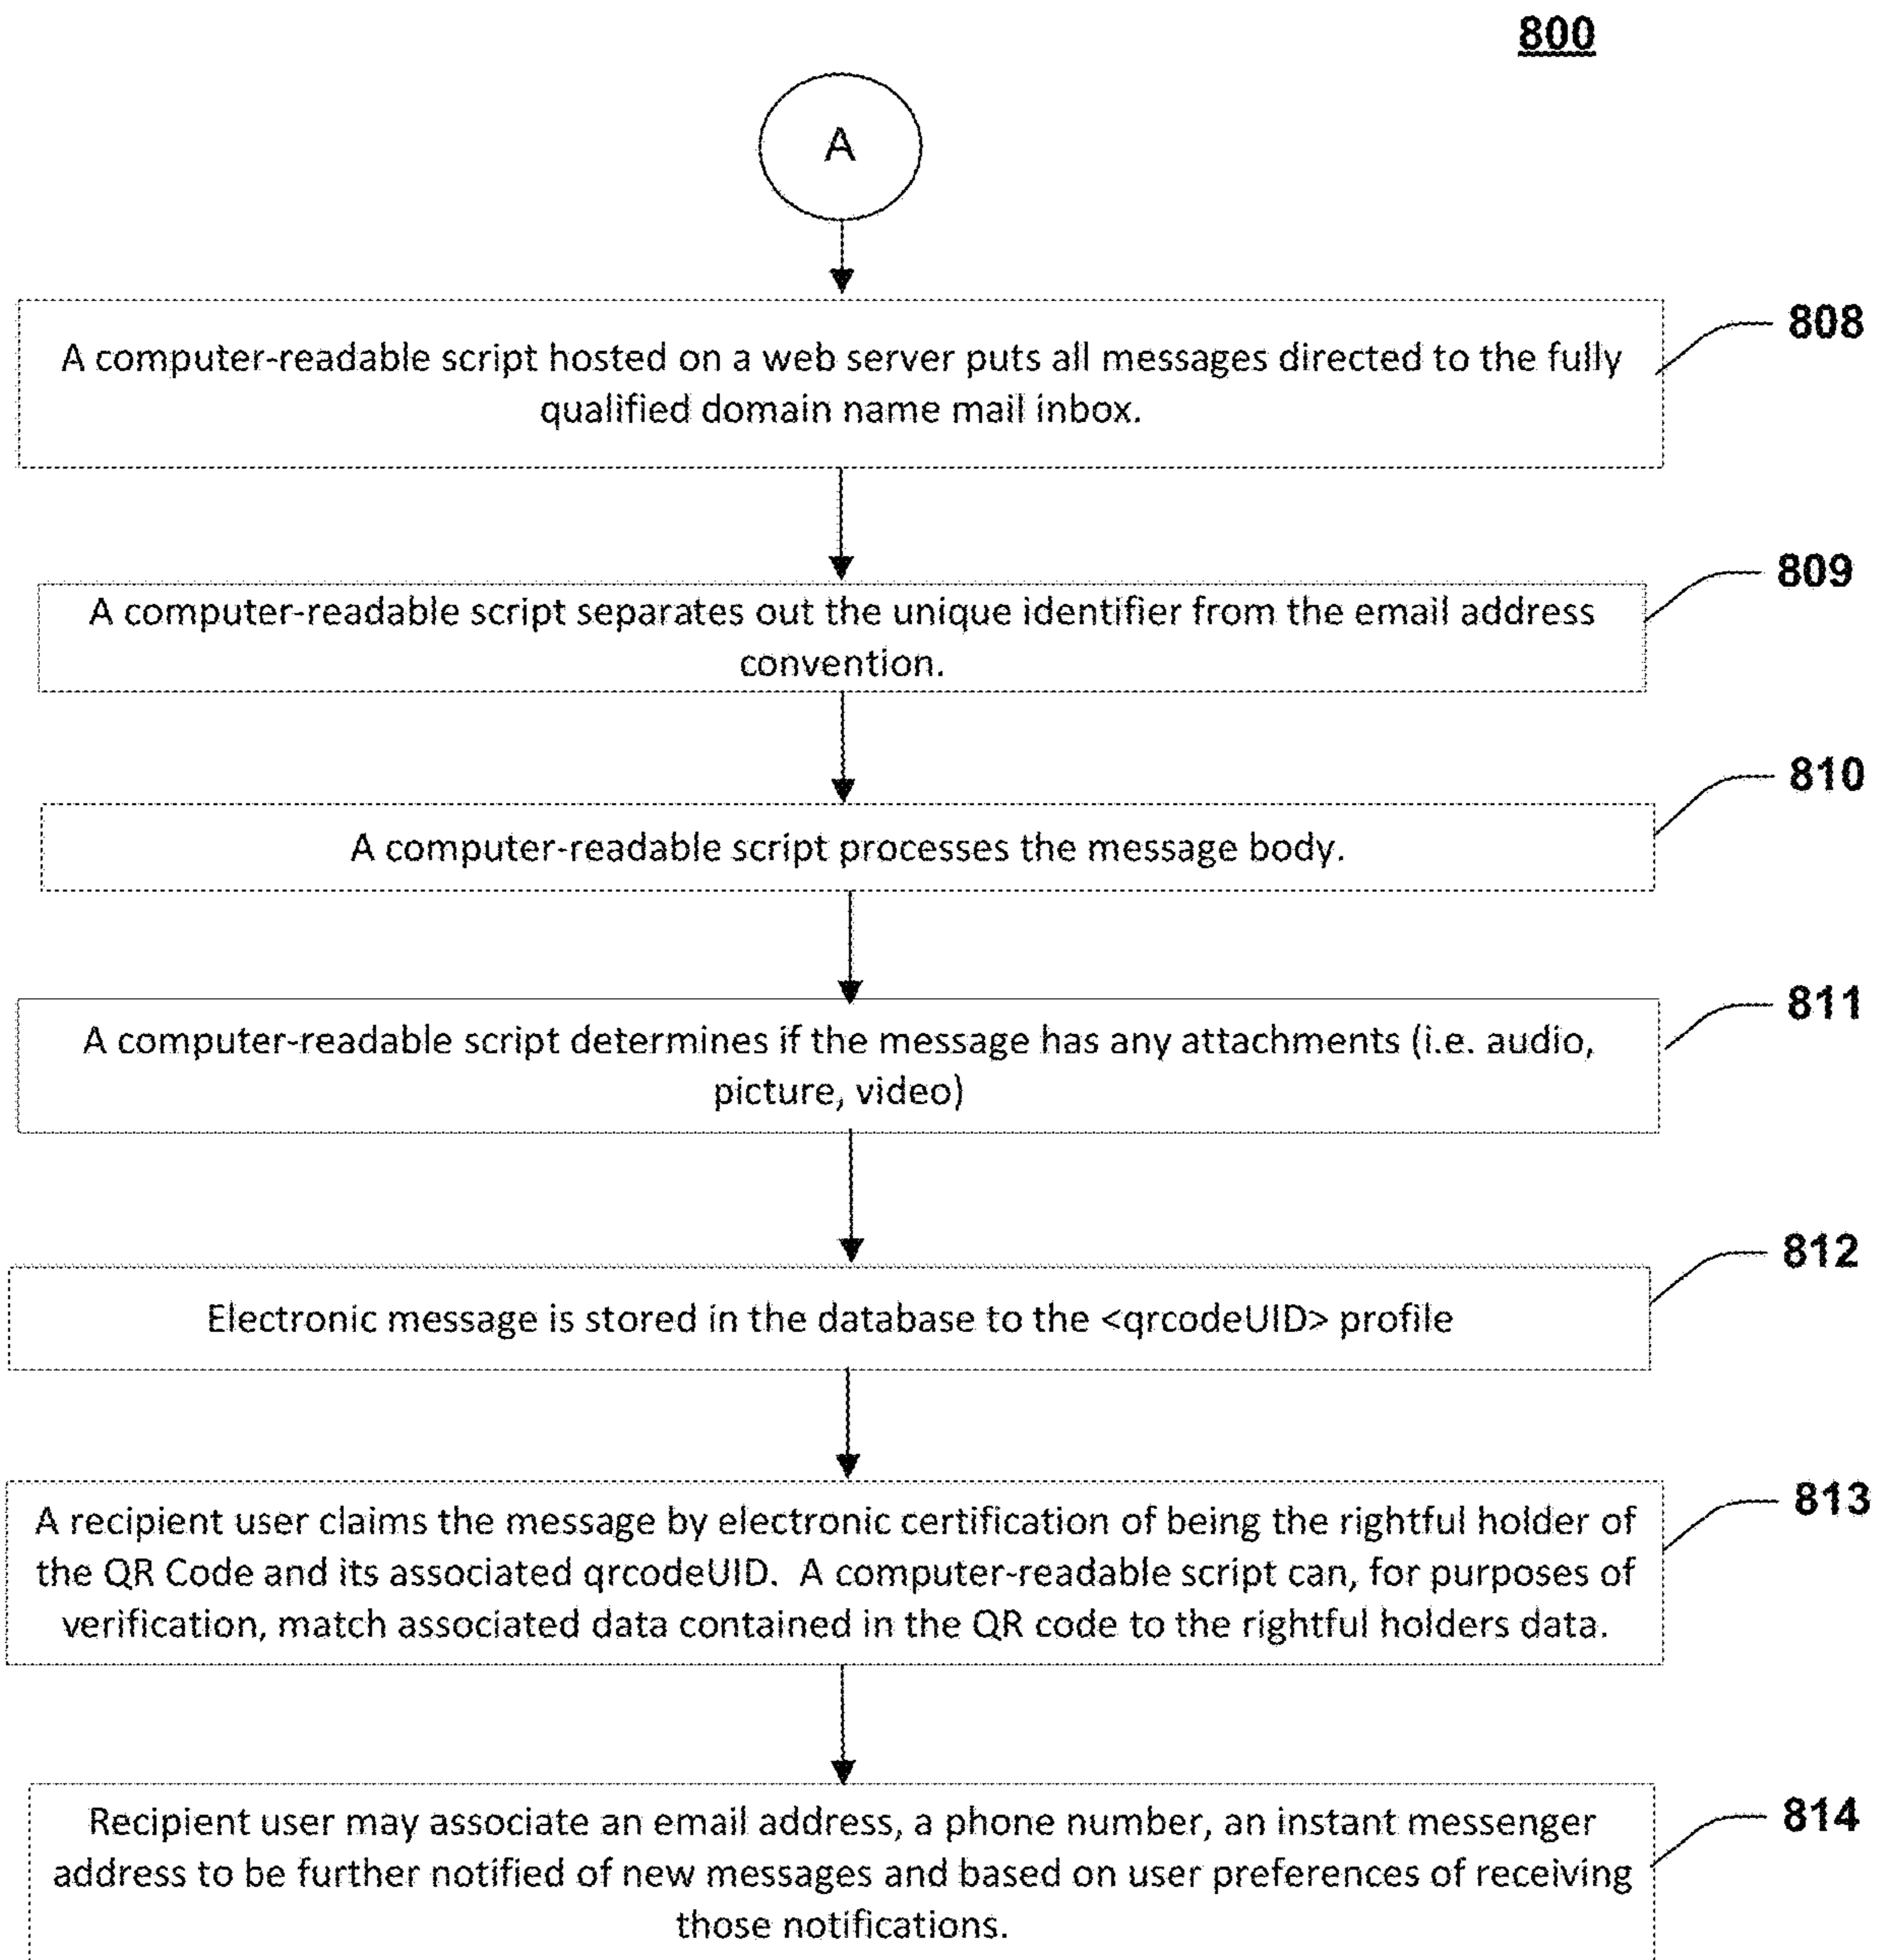 800
A
808
A computer-readable script hosted on a web server puts all messages directed to the fully
qualified domain name mail inbox.
809
A computer-readable script separates out the unique identifier from the email address
convention.
810
A computer-readable script processes the message body.
811
A computer-readable script determines if the message has any attachments (i.e. audio,
picture, video)
812
Electronic message is stored in the database to the <qrcodeUID> profile
813
A recipient user claims the message by electronic certification of being the rightful holder of
the QR Code and its associated qrcodeUID. A computer-readable script can, for purposes of
verification, match associated data contained in the QR code to the rightful holders data.
814
Recipient user may associate an email address, a phone number, an instant messenger
address to be further notified of new messages and based on user preferences of receiving
those notifications.